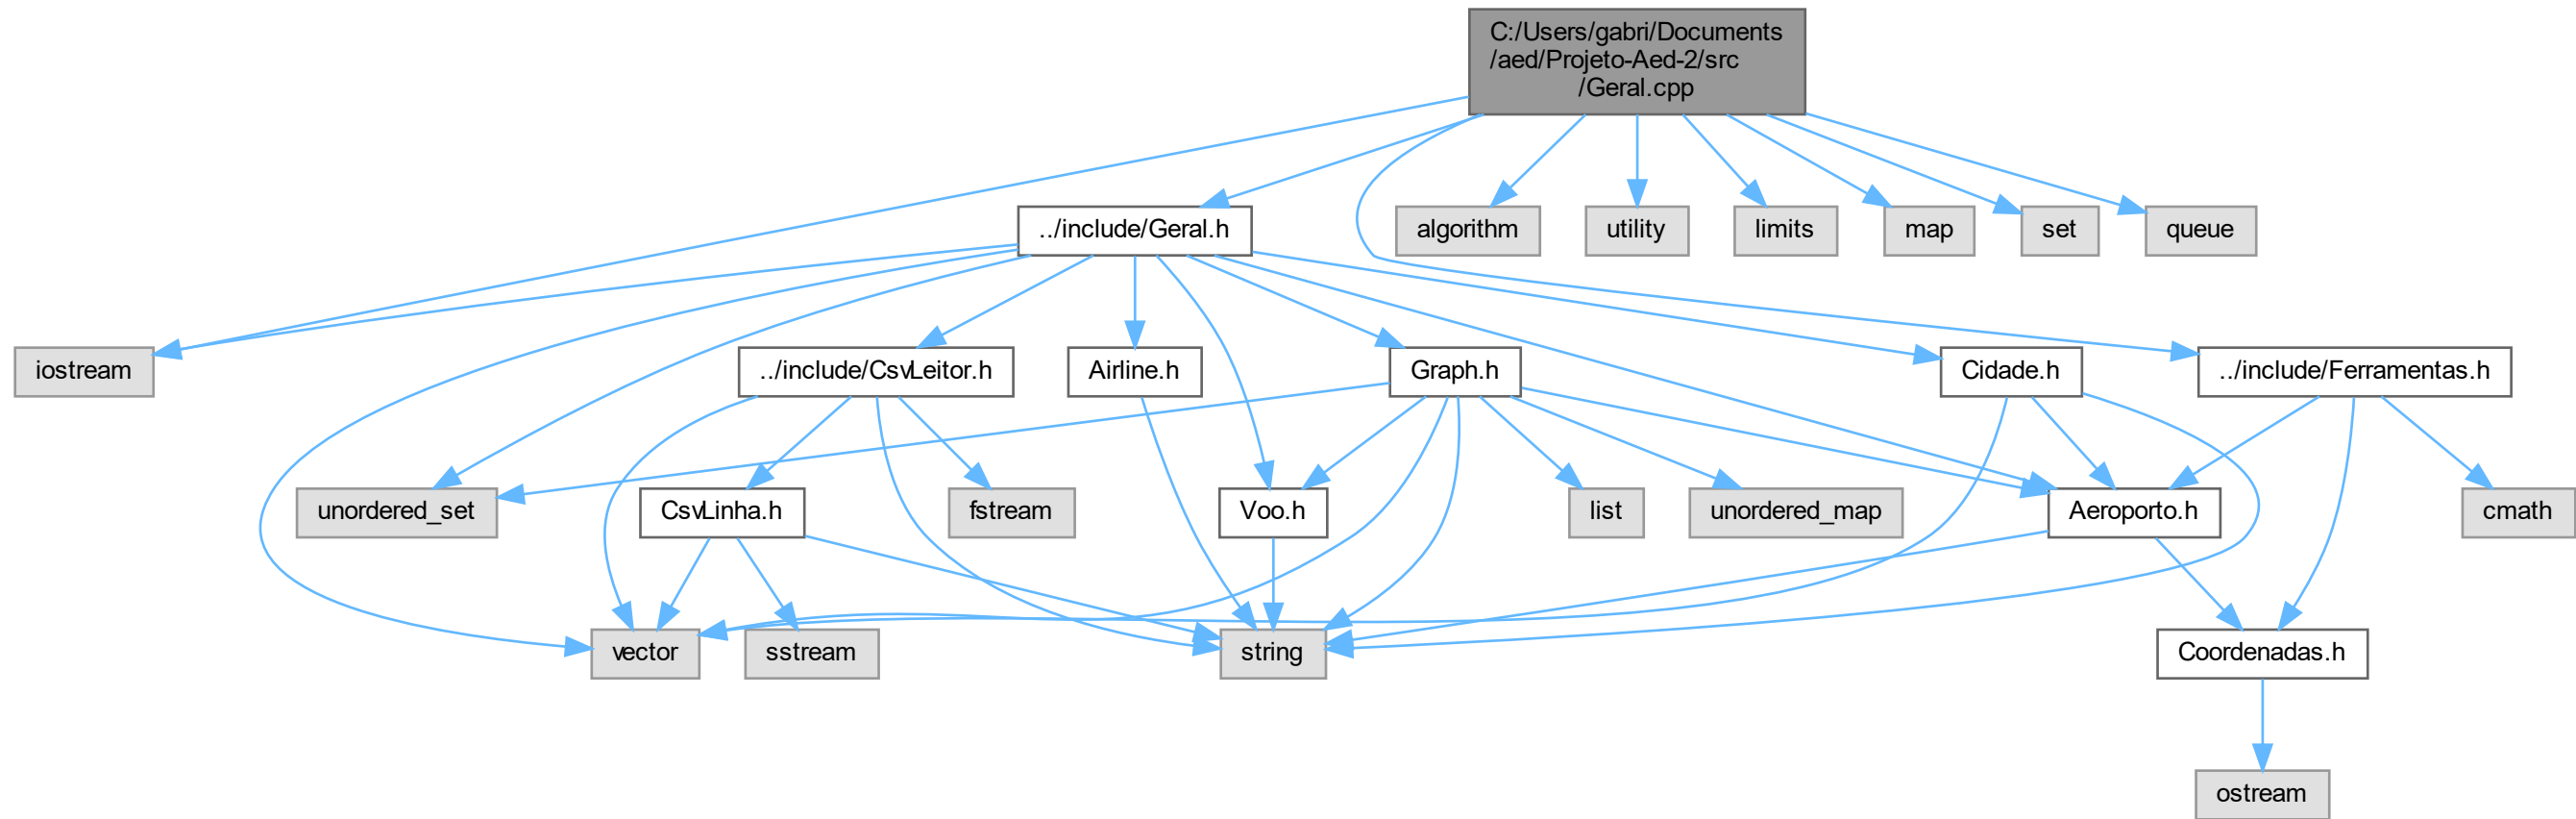 C:/Users/gabri/Documents
/aed/Projeto-Aed-2/src
/Geral.cpp
../include/Geral.h
algorithm
utility
limits
map
set
queue
iostream
../include/CsvLeitor.h
Airline.h
Graph.h
Cidade.h
../include/Ferramentas.h
unordered_set
CsvLinha.h
fstream
Voo.h
list
unordered_map
Aeroporto.h
cmath
vector
sstream
string
Coordenadas.h
ostream